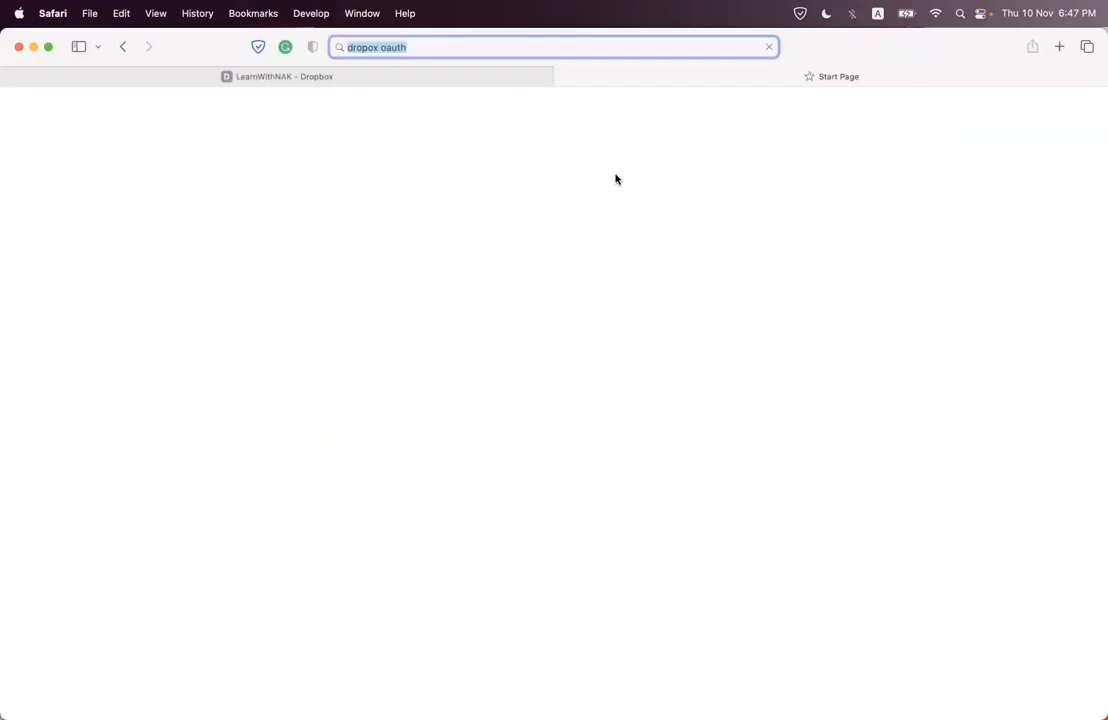 Safari File Edit View History Bookmarks Develop Window Help A Thu 10 Nov 6:47 PM
dropox oauth
D LearnWithNAK - Dropbox Start Page